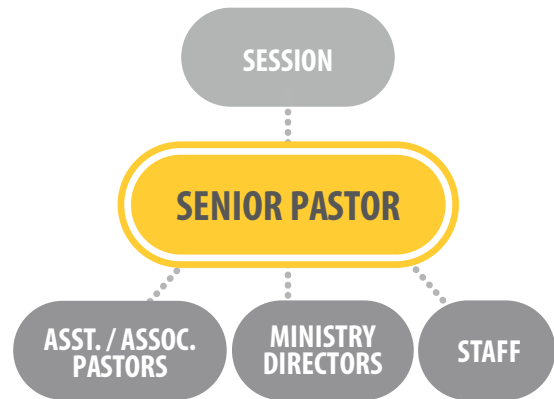 SESSION
SENIOR PASTOR
ASST. / ASSOC.
PASTORS
MINISTRY
DIRECTORS
STAFF